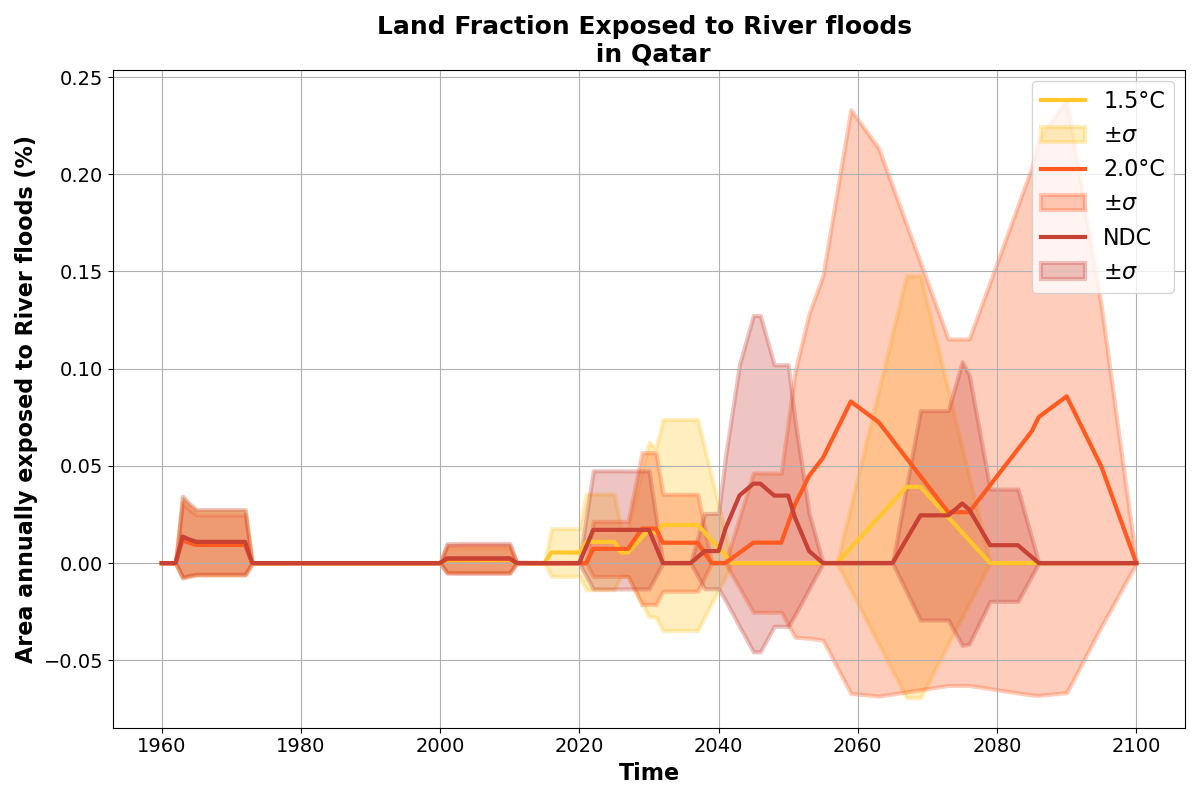 Land Fraction Exposed to River floods
in Qatar
Area annually exposed to River floods (%)
0.25
0.20
0.15
0.10
0.05
0.00
−0.05
1960
1980
2000
2020
2040
2060
2080
2100
Time
1.5°C
±σ
2.0°C
±σ
NDC
±σ